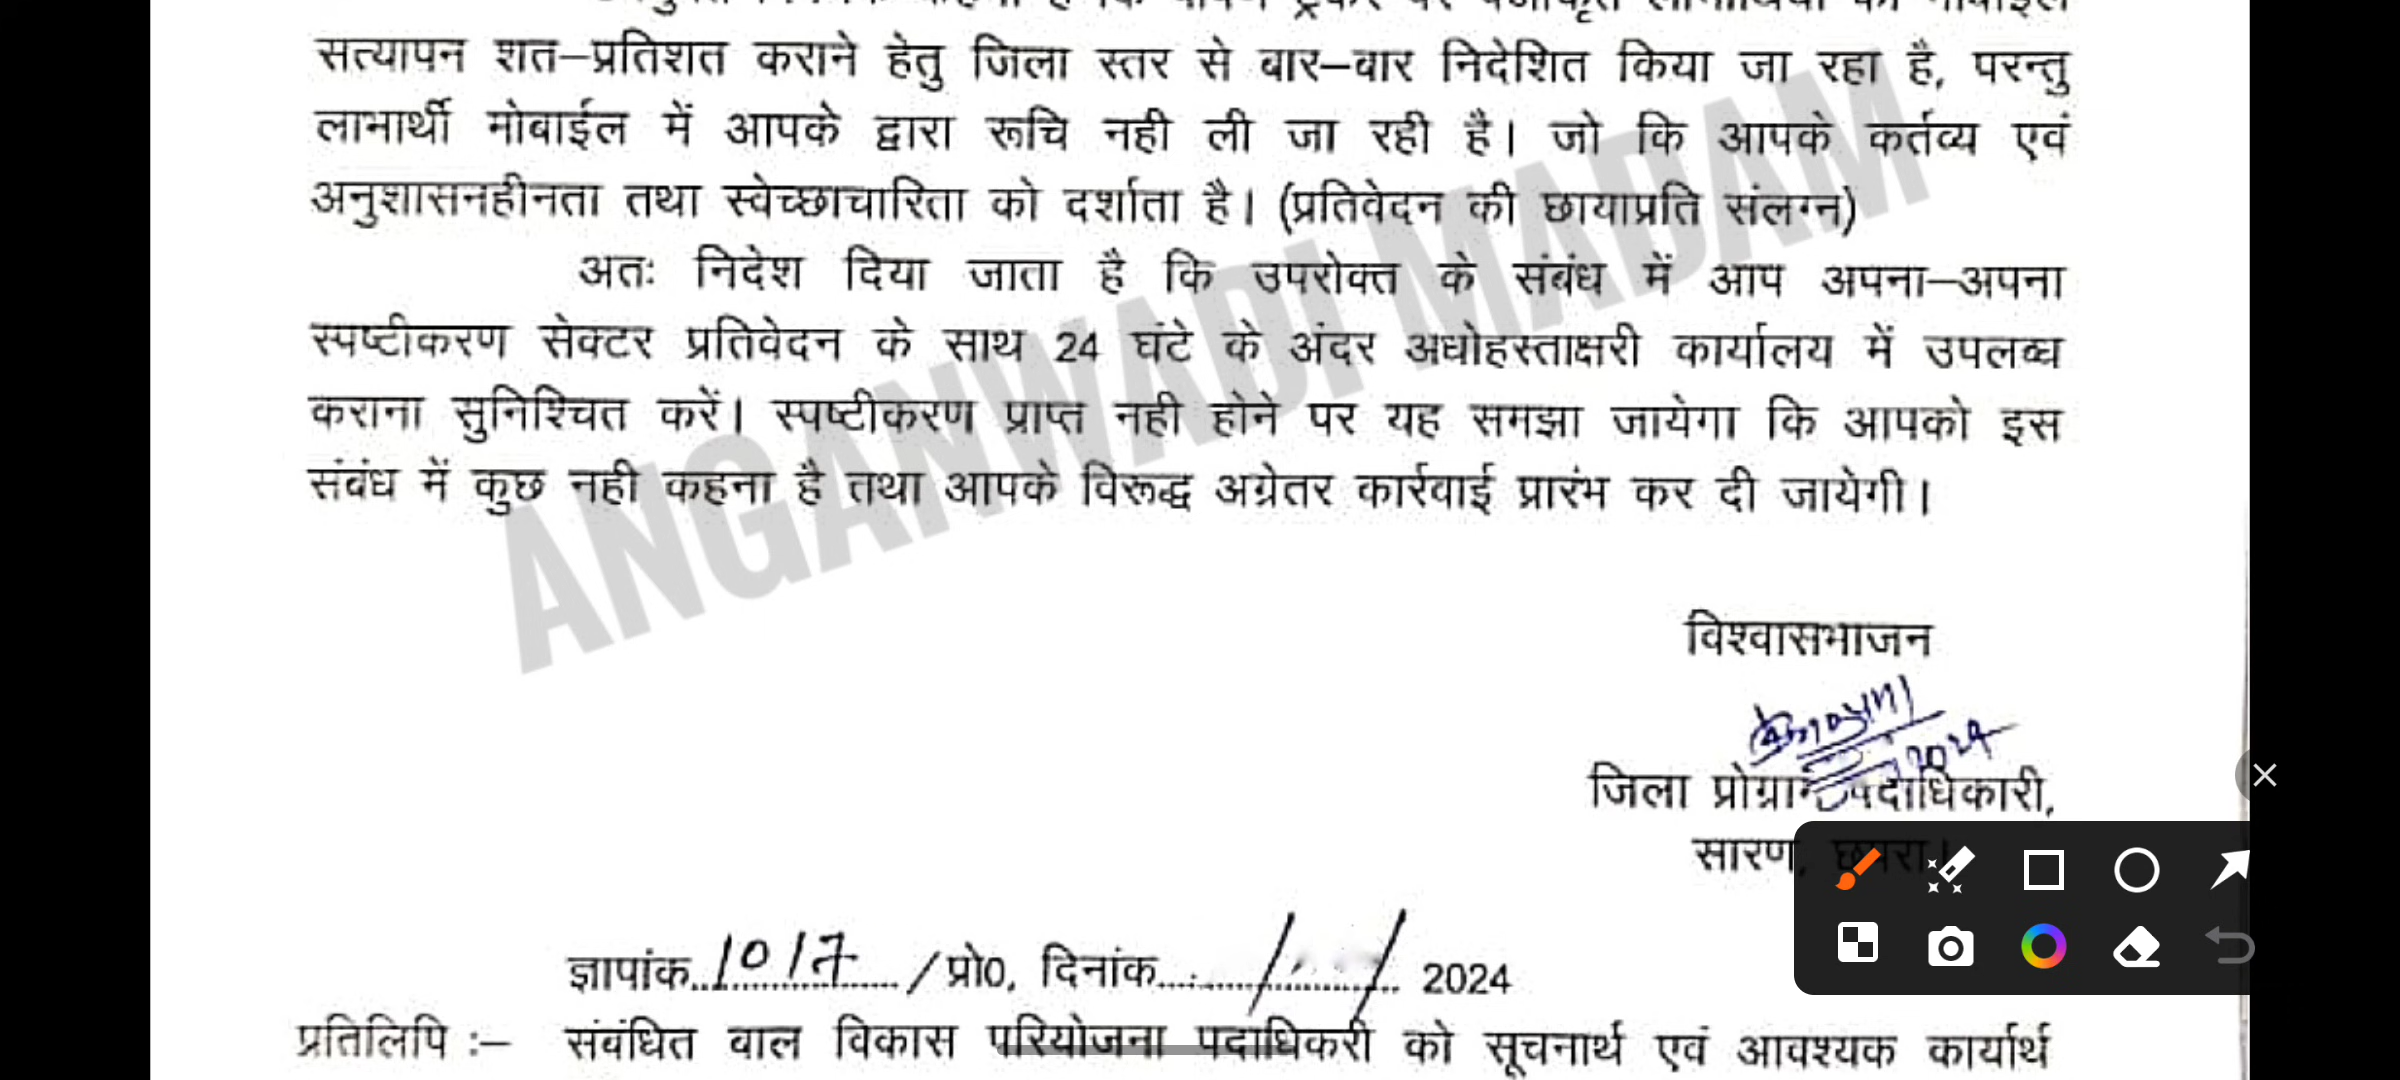 सत्यापन शत–प्रतिशत कराने हेतु जिला स्तर से बार–बार निदेशित किया जा रहा है, परन्तु
लाभार्थी मोबाईल में आपके द्वारा रूचि नही ली जा रही है। जो कि आपके कर्तव्य एवं
अनुशासनहीनता तथा स्वेच्छाचारिता को दर्शाता है। (प्रतिवेदन की छायाप्रति संलग्न)
अतः निदेश दिया जाता है कि उपरोक्त के संबंध में आप अपना–अपना
स्पष्टीकरण सेक्टर प्रतिवेदन के साथ 24 घंटे के अंदर अधोहस्ताक्षरी कार्यालय में उपलब्ध
कराना सुनिश्चित करें। स्पष्टीकरण प्राप्त नही होने पर यह समझा जायेगा कि आपको इस
संबंध में कुछ नही कहना है तथा आपके विरूद्ध अग्रेतर कार्रवाई प्रारंभ कर दी जायेगी।
ANGANWADI MADAM
विश्वासभाजन
2024
जिला प्रोग्राम पदाधिकारी,
सारण, छपरा।
ज्ञापांक..1017....../प्रो0, दिनांक....../....../.. 2024
प्रतिलिपि :– संबंधित बाल विकास परियोजना पदाधिकरी को सूचनार्थ एवं आवश्यक कार्यार्थ